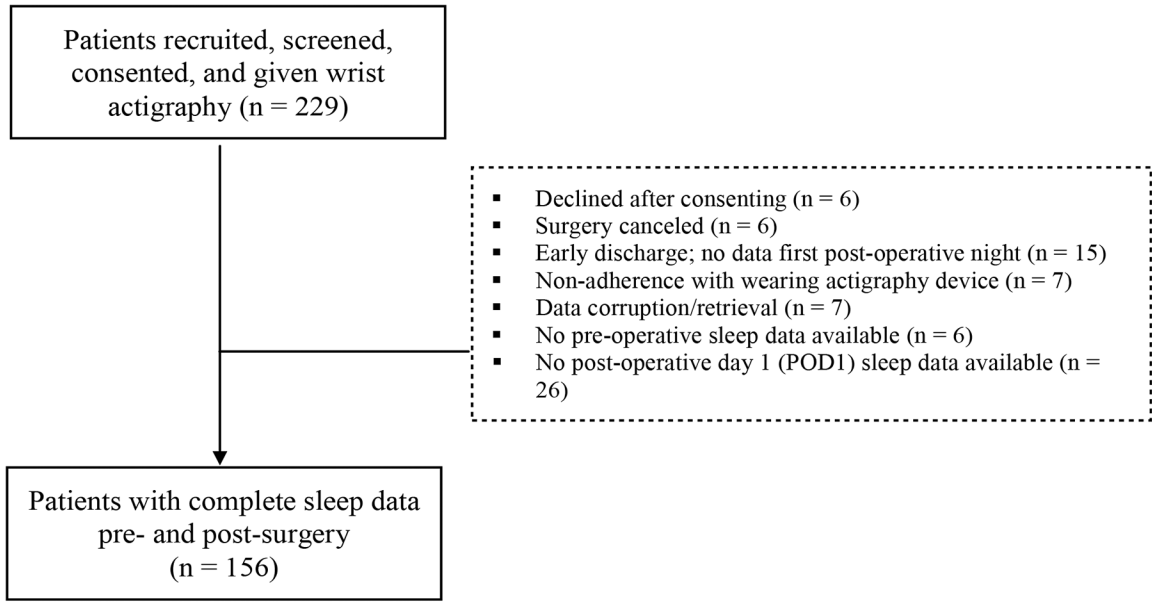 Patients recruited, screened,
consented, and given wrist
actigraphy (n = 229)
▪ Declined after consenting (n = 6)
▪ Surgery canceled (n = 6)
▪ Early discharge; no data first post-operative night (n = 15)
▪ Non-adherence with wearing actigraphy device (n = 7)
▪ Data corruption/retrieval (n = 7)
▪ No pre-operative sleep data available (n = 6)
▪ No post-operative day 1 (POD1) sleep data available (n =
26)
Patients with complete sleep data
pre- and post-surgery
(n = 156)